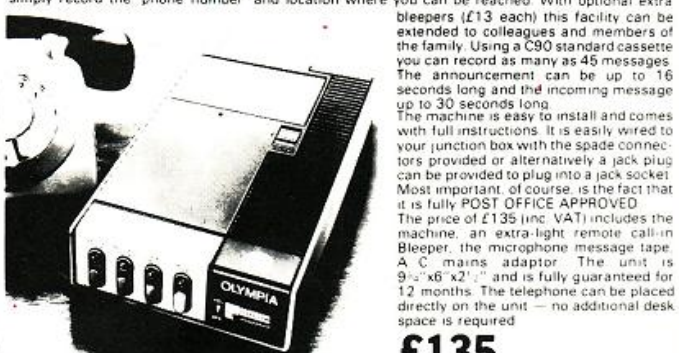 simply record the phone number and location where you can be reached. With optional extra
bleepers (£13 each) this facility can be
extended to colleagues and members of
the family. Using a C90 standard cassette
you can record as many as 45 messages
The announcement can be up to 16
seconds long and the incoming message
up to 30 seconds long
The machine is easy to install and comes
with full instructions. It is easily wired to
your junction box with the spade connec-
tors provided or alternatively a jack plug
can be provided to plug into a jack socket
Most important, of course, is the fact that
it is fully POST OFFICE APPROVED
The price of £135 (inc. VAT) includes the
machine, an extra-light remote call-in
Bleeper, the microphone message tape,
A C mains adaptor The unit is
and is fully guaranteed for
12 months. The telephone can be placed
directly on the unit — no additional desk
space is required
OLYMPIA
£135